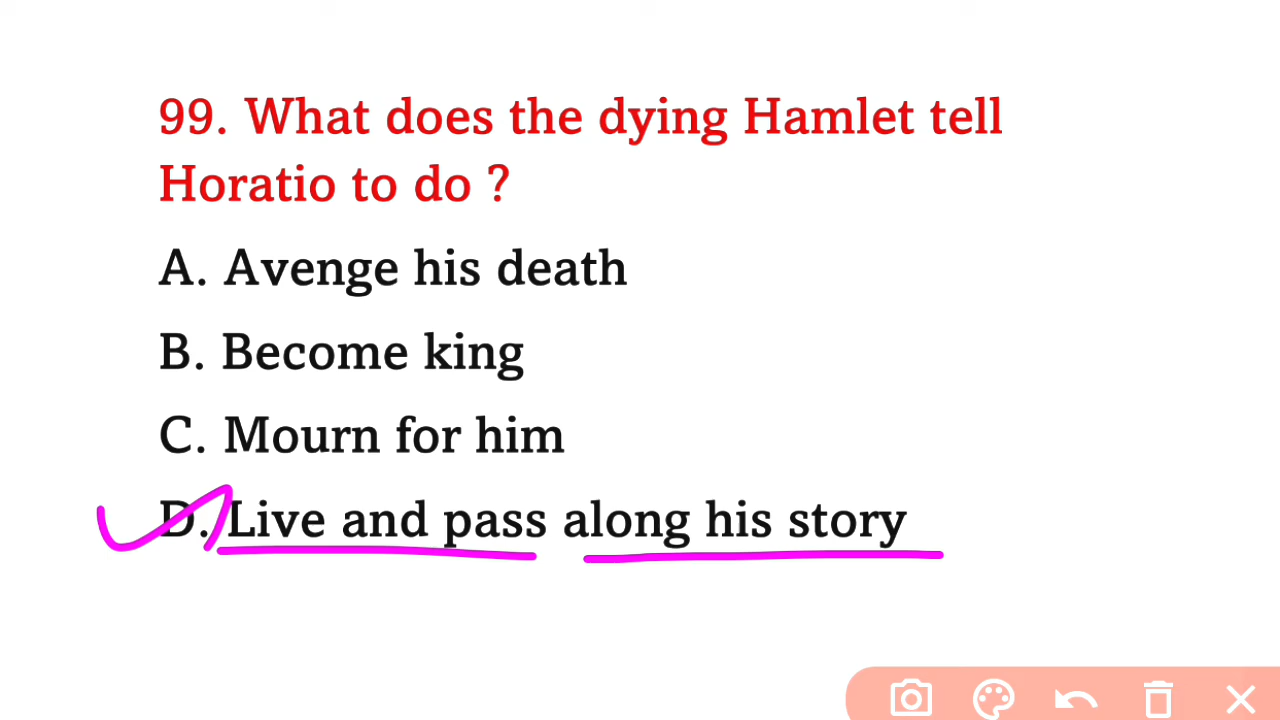 99. What does the dying Hamlet tell
Horatio to do ?
A. Avenge his death
B. Become king
C. Mourn for him
D. Live and pass along his story